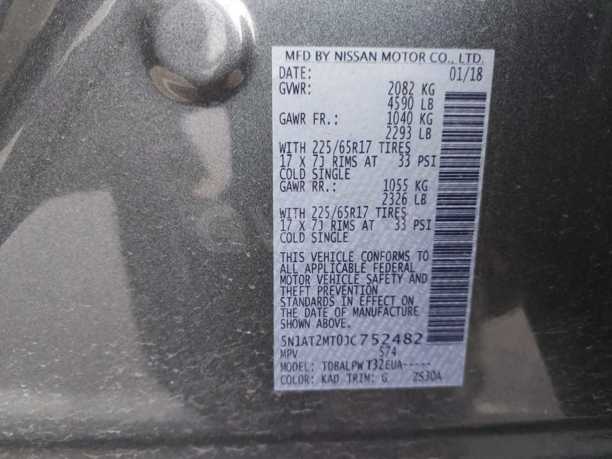 MFD BY NISSAN MOTOR CO., LTD.
DATE: 01/18
GVWR: 2082 KG
4590 LB
GAWR FR.: 1040 KG
2293 LB
WITH 225/65R17 TIRES
17 X 7J RIMS AT 33 PSI
COLD SINGLE
GAWR RR.: 1055 KG
2326 LB
WITH 225/65R17 TIRES
17 X 7J RIMS AT 33 PSI
COLD SINGLE
THIS VEHICLE CONFORMS TO
ALL APPLICABLE FEDERAL
MOTOR VEHICLE SAFETY AND
THEFT PREVENTION
STANDARDS IN EFFECT ON
THE DATE OF MANUFACTURE
SHOWN ABOVE.
5N1AT2MT0JC752482
MPV S74
MODEL: TDBALPWT32EUA-----
COLOR: KAD TRIM: G 2S30A